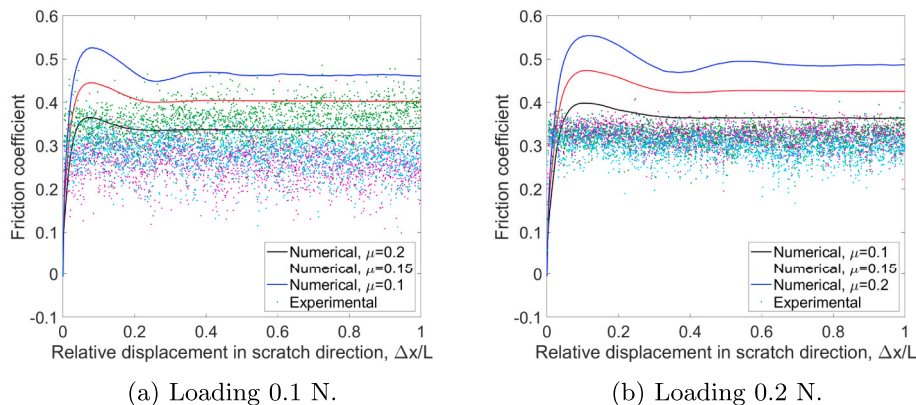 0.6
0.5
0.4
0.3
0.2
0.1
0
-0.1
Friction coefficient
Numerical, μ=0.2
Numerical, μ=0.15
Numerical, μ=0.1
Experimental
0 0.2 0.4 0.6 0.8 1
Relative displacement in scratch direction, Δx/L
(a) Loading 0.1 N.
0.6
0.5
0.4
0.3
0.2
0.1
0
-0.1
Friction coefficient
Numerical, μ=0.1
Numerical, μ=0.15
Numerical, μ=0.2
Experimental
0 0.2 0.4 0.6 0.8 1
Relative displacement in scratch direction, Δx/L
(b) Loading 0.2 N.